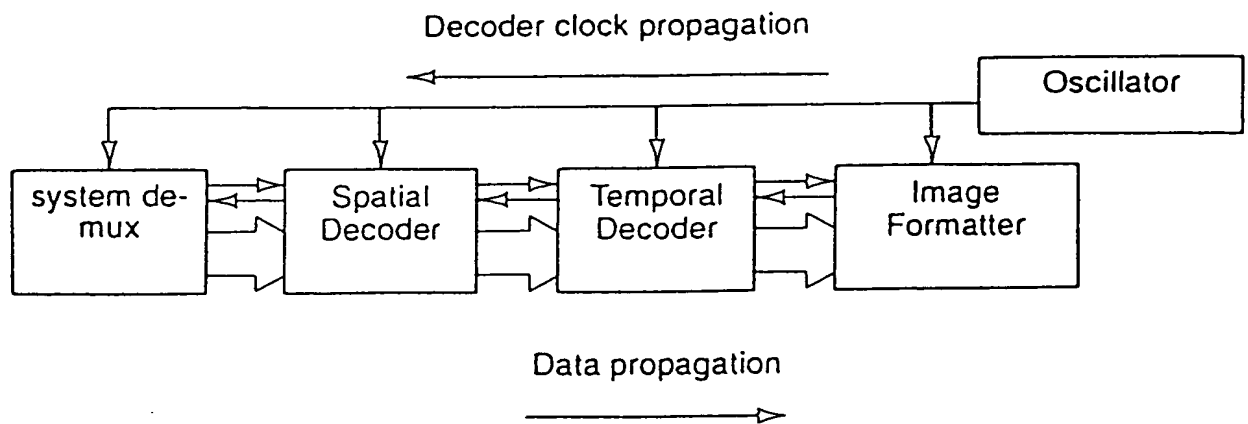 Decoder clock propagation
Oscillator
system de-
mux
Spatial
Decoder
Temporal
Decoder
Image
Formatter
Data propagation